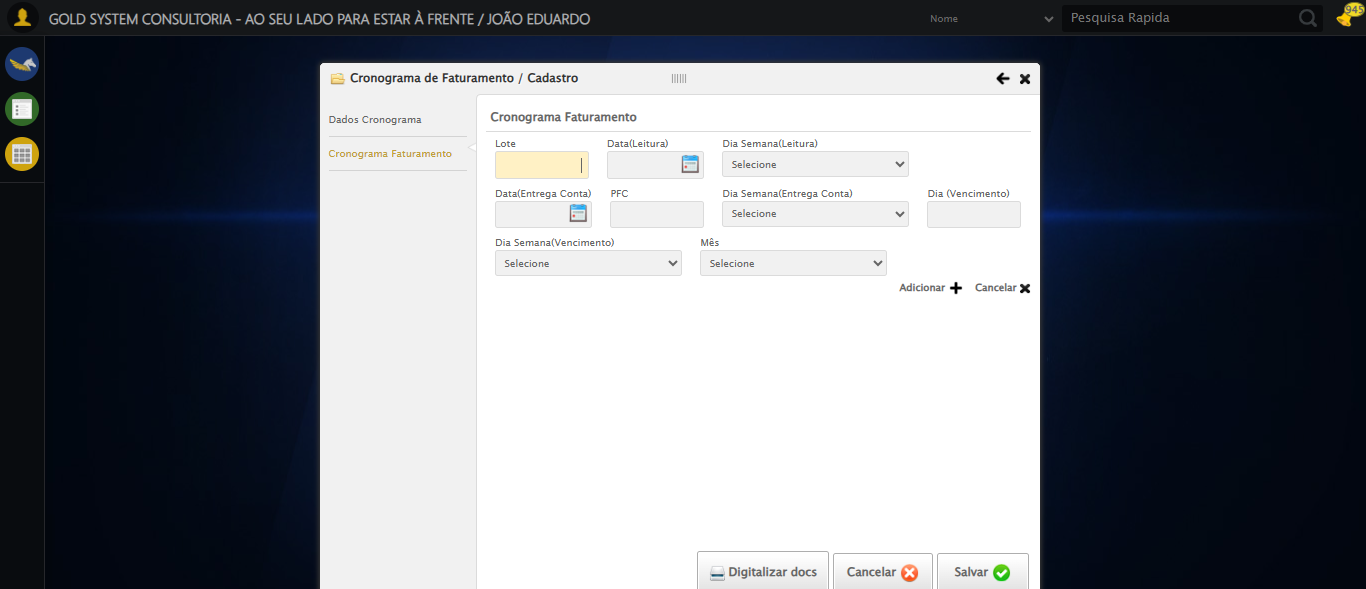 GOLD SYSTEM CONSULTORIA - AO SEU LADO PARA ESTAR À FRENTE / JOÃO EDUARDO
Nome
Pesquisa Rapida
945
Cronograma de Faturamento / Cadastro
Dados Cronograma
Cronograma Faturamento
Cronograma Faturamento
Lote
Data(Leitura)
Dia Semana(Leitura)
Selecione
Data(Entrega Conta)
PFC
Dia Semana(Entrega Conta)
Dia (Vencimento)
Selecione
Dia Semana(Vencimento)
Mês
Selecione
Selecione
Adicionar
Cancelar
Digitalizar docs
Cancelar
Salvar